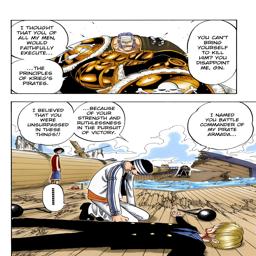 I THOUGHT
THAT YOU, OF
ALL MY MEN,
WOULD
FAITHFULLY
EXECUTE...
...THE
PRINCIPLES
OF KRIEG'S
PIRATES.
YOU CAN'T
BRING
YOURSELF
TO KILL
HIM? YOU
DISAPPOINT
ME, GIN.
I BELIEVED
THAT YOU
WERE
UNSURPASSED
IN THESE
THINGS!!
...BECAUSE
OF YOUR
STRENGTH AND
RUTHLESSNESS
IN THE PURSUIT
OF VICTORY.
I NAMED
YOU BATTLE
COMMANDER
OF MY
PIRATE
ARMADA...